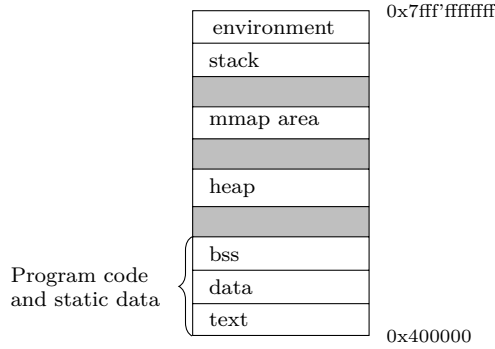 0x7fff'ffffffff
environment
stack
mmap area
heap
bss
Program code
and static data
data
text
0x400000